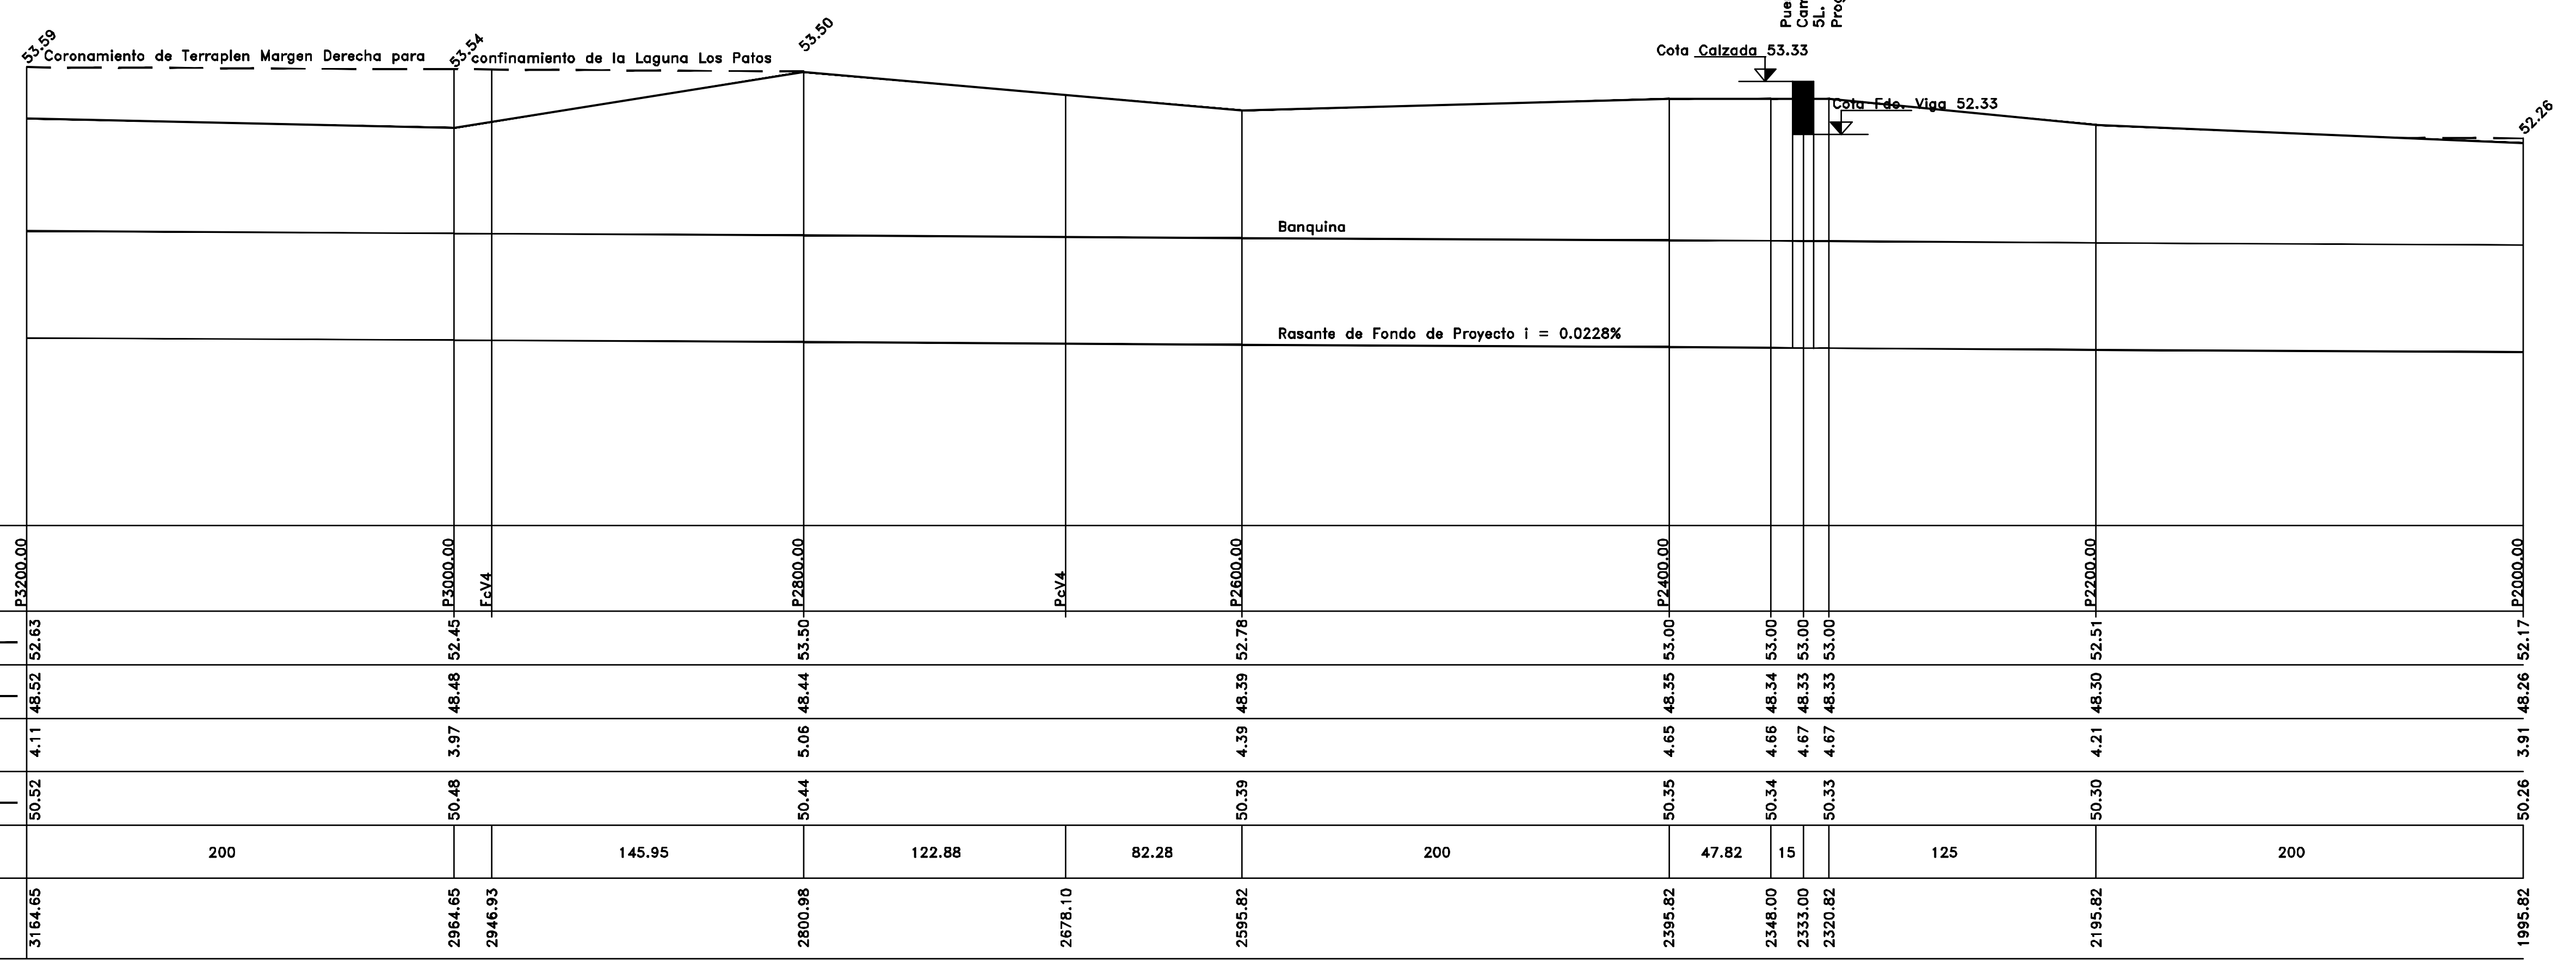 Pue
Cam
5L.
Prog
53.59
53.54
53.50
Coronamiento de Terraplen Margen Derecha para
confinamiento de la Laguna Los Patos
Cota Calzada 53.33
Cota Fdo. Viga 52.33
52.26
Banquina
Rasante de Fondo de Proyecto i = 0.0228%
P3200.00 P3000.00 FcV4 P2800.00 PcV4 P2600.00 P2400.00 P2200.00 P2000.00
52.63 52.45 53.50 52.78 53.00 53.00 53.00 53.00 52.51 52.17
48.52 48.48 48.44 48.39 48.35 48.34 48.33 48.33 48.30 48.26
4.11 3.97 5.06 4.39 4.65 4.66 4.67 4.67 4.21 3.91
50.52 50.48 50.44 50.39 50.35 50.34 50.33 50.30 50.26
200 145.95 122.88 82.28 200 47.82 15 125 200
3164.65 2964.65 2946.93 2800.98 2678.10 2595.82 2395.82 2348.00 2333.00 2320.82 2195.82 1995.82